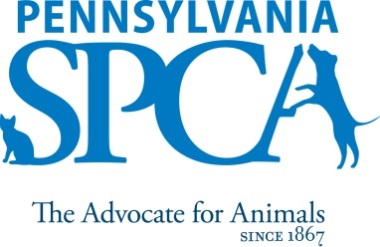 PENNSYLVANIA
SPCA
The Advocate for Animals
SINCE 1867